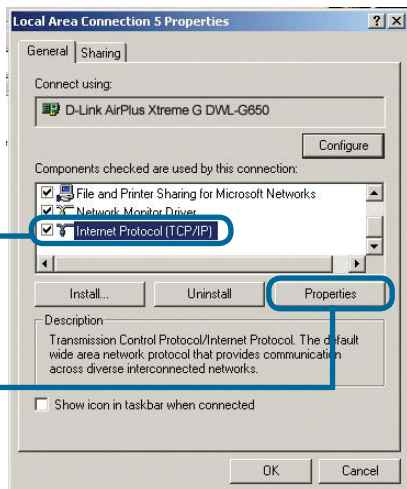 Local Area Connection 5 Properties
General
Sharing
Connect using:
D-Link AirPlus Xtreme G DWL-G650
Configure
Components checked are used by this connection:
File and Printer Sharing for Microsoft Networks
Network Monitor Driver
Internet Protocol (TCP/IP)
Install...
Uninstall
Properties
Description
Transmission Control Protocol/Internet Protocol. The default
wide area network protocol that provides communication
across diverse interconnected networks.
Show icon in taskbar when connected
OK
Cancel